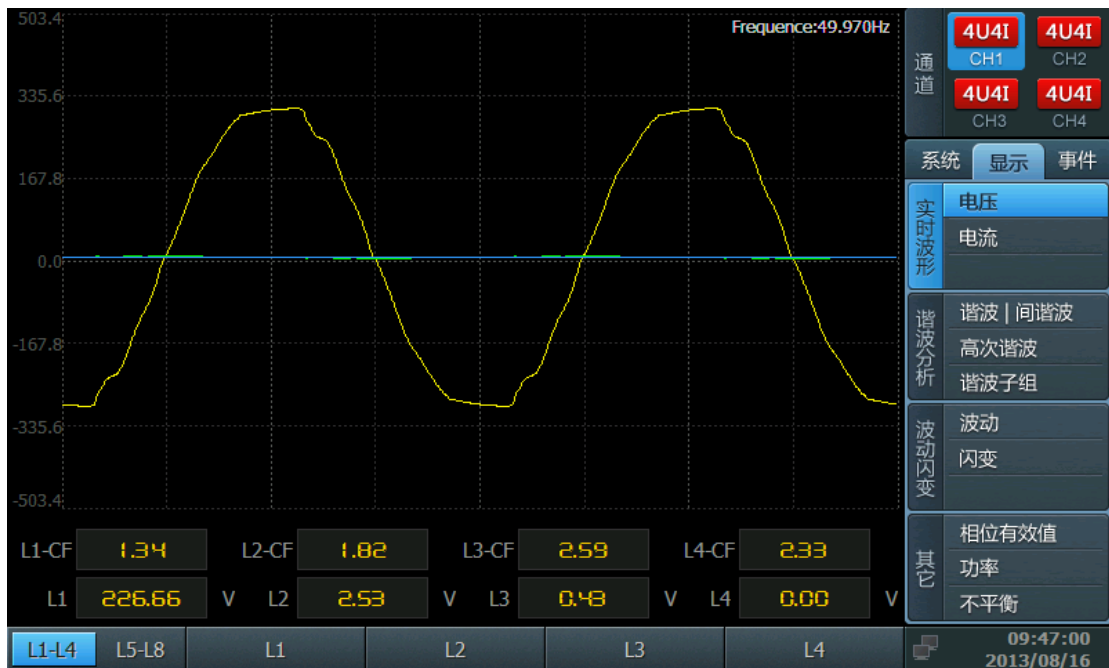 503.4
Frequence:49.970Hz
335.6
167.8
0.0
-167.8
-335.6
-503.4
L1-CF 1.34 L2-CF 1.82 L3-CF 2.59 L4-CF 2.33
L1 226.66 V L2 2.53 V L3 0.43 V L4 0.00 V
L1-L4 L5-L8 L1 L2 L3 L4
通道
4U4I 4U4I
CH1 CH2
4U4I 4U4I
CH3 CH4
系统 显示 事件
实时波形
电压
电流
谐波分析
谐波 | 间谐波
高次谐波
谐波子组
波动闪变
波动
闪变
其它
相位有效值
功率
不平衡
09:47:00
2013/08/16